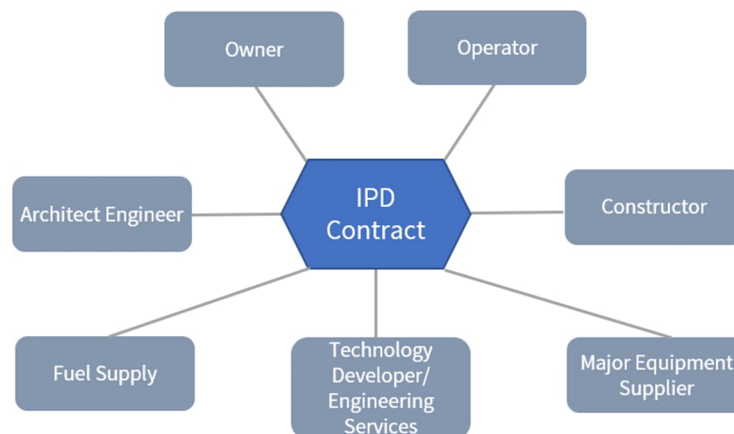 Owner
Operator
IPD
Contract
Architect Engineer
Constructor
Fuel Supply
Technology
Developer/
Engineering
Services
Major Equipment
Supplier